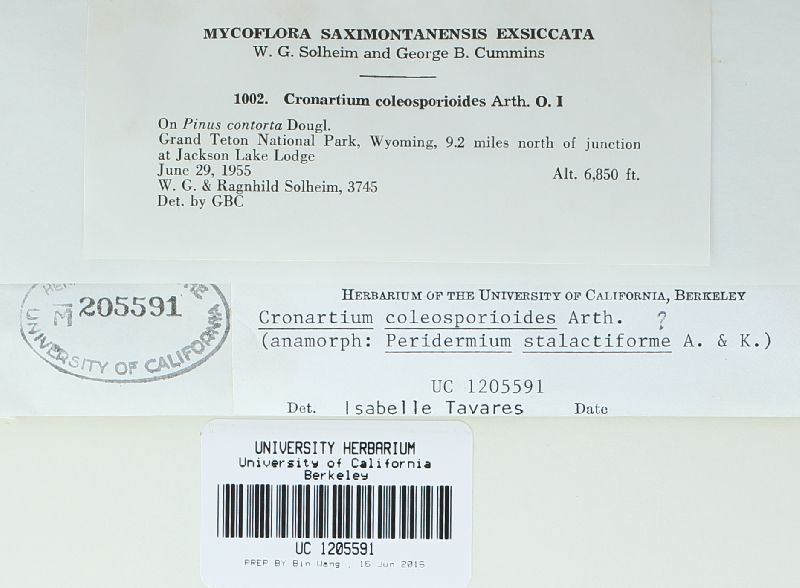 MYCOFLORA SAXIMONTANENSIS EXSICCATA
W. G. Solheim and George B. Cummins
1002. Cronartium coleosporioides Arth. O. I
On Pinus contorta Dougl.
Grand Teton National Park, Wyoming, 9.2 miles north of junction
at Jackson Lake Lodge
June 29, 1955 Alt. 6,850 ft.
W. G. & Ragnhild Solheim, 3745
Det. by GBC
M 205591
UNIVERSITY OF CALIFORNIA
HERBARIUM OF THE UNIVERSITY OF CALIFORNIA, BERKELEY
Cronartium coleosporioides Arth. ?
(anamorph: Peridermium stalactiforme A. & K.)
UC 1205591
Det. Isabelle Tavares Date
UNIVERSITY HERBARIUM
University of California
Berkeley
UC 1205591
PREP BY Bin Wang , 15 Jun 2016